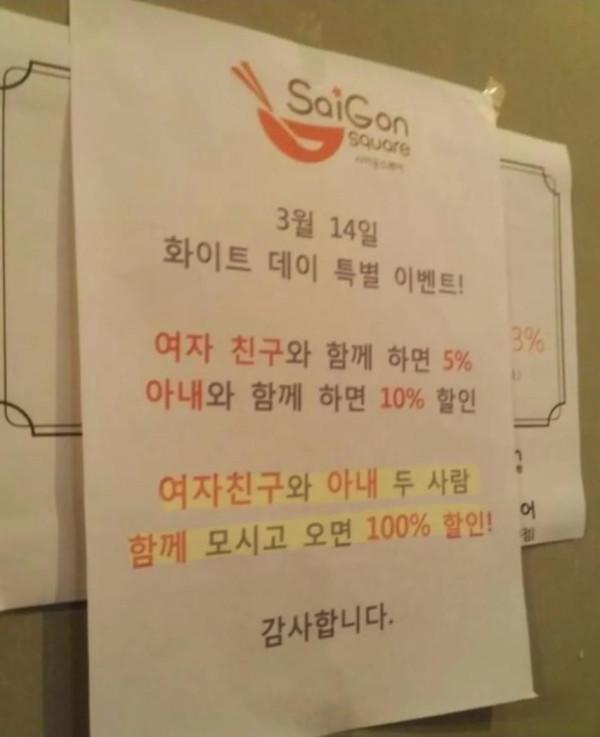 SaiGon
square
사이공스퀘어
3월 14일
화이트 데이 특별 이벤트!
여자 친구와 함께 하면 5%
아내와 함께 하면 10% 할인
여자친구와 아내 두 사람
함께 모시고 오면 100% 할인!
감사합니다.
3%
어
점)